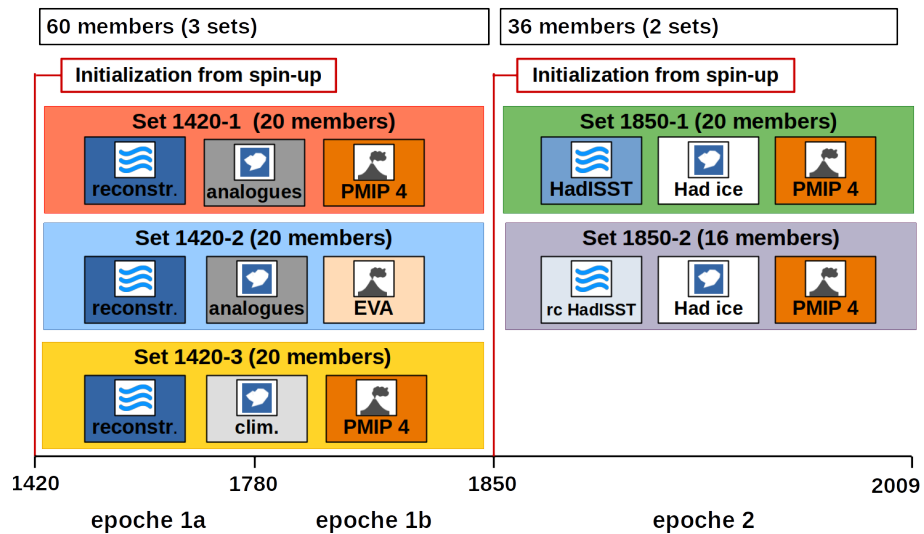 60 members (3 sets)
36 members (2 sets)
Initialization from spin-up
Initialization from spin-up
Set 1420-1 (20 members)
reconstr.
analogues
PMIP 4
Set 1850-1 (20 members)
HadISST
Had ice
PMIP 4
Set 1420-2 (20 members)
reconstr.
analogues
EVA
Set 1850-2 (16 members)
rc HadISST
Had ice
PMIP 4
Set 1420-3 (20 members)
reconstr.
clim.
PMIP 4
1420
1780
1850
2009
epoche 1a
epoche 1b
epoche 2